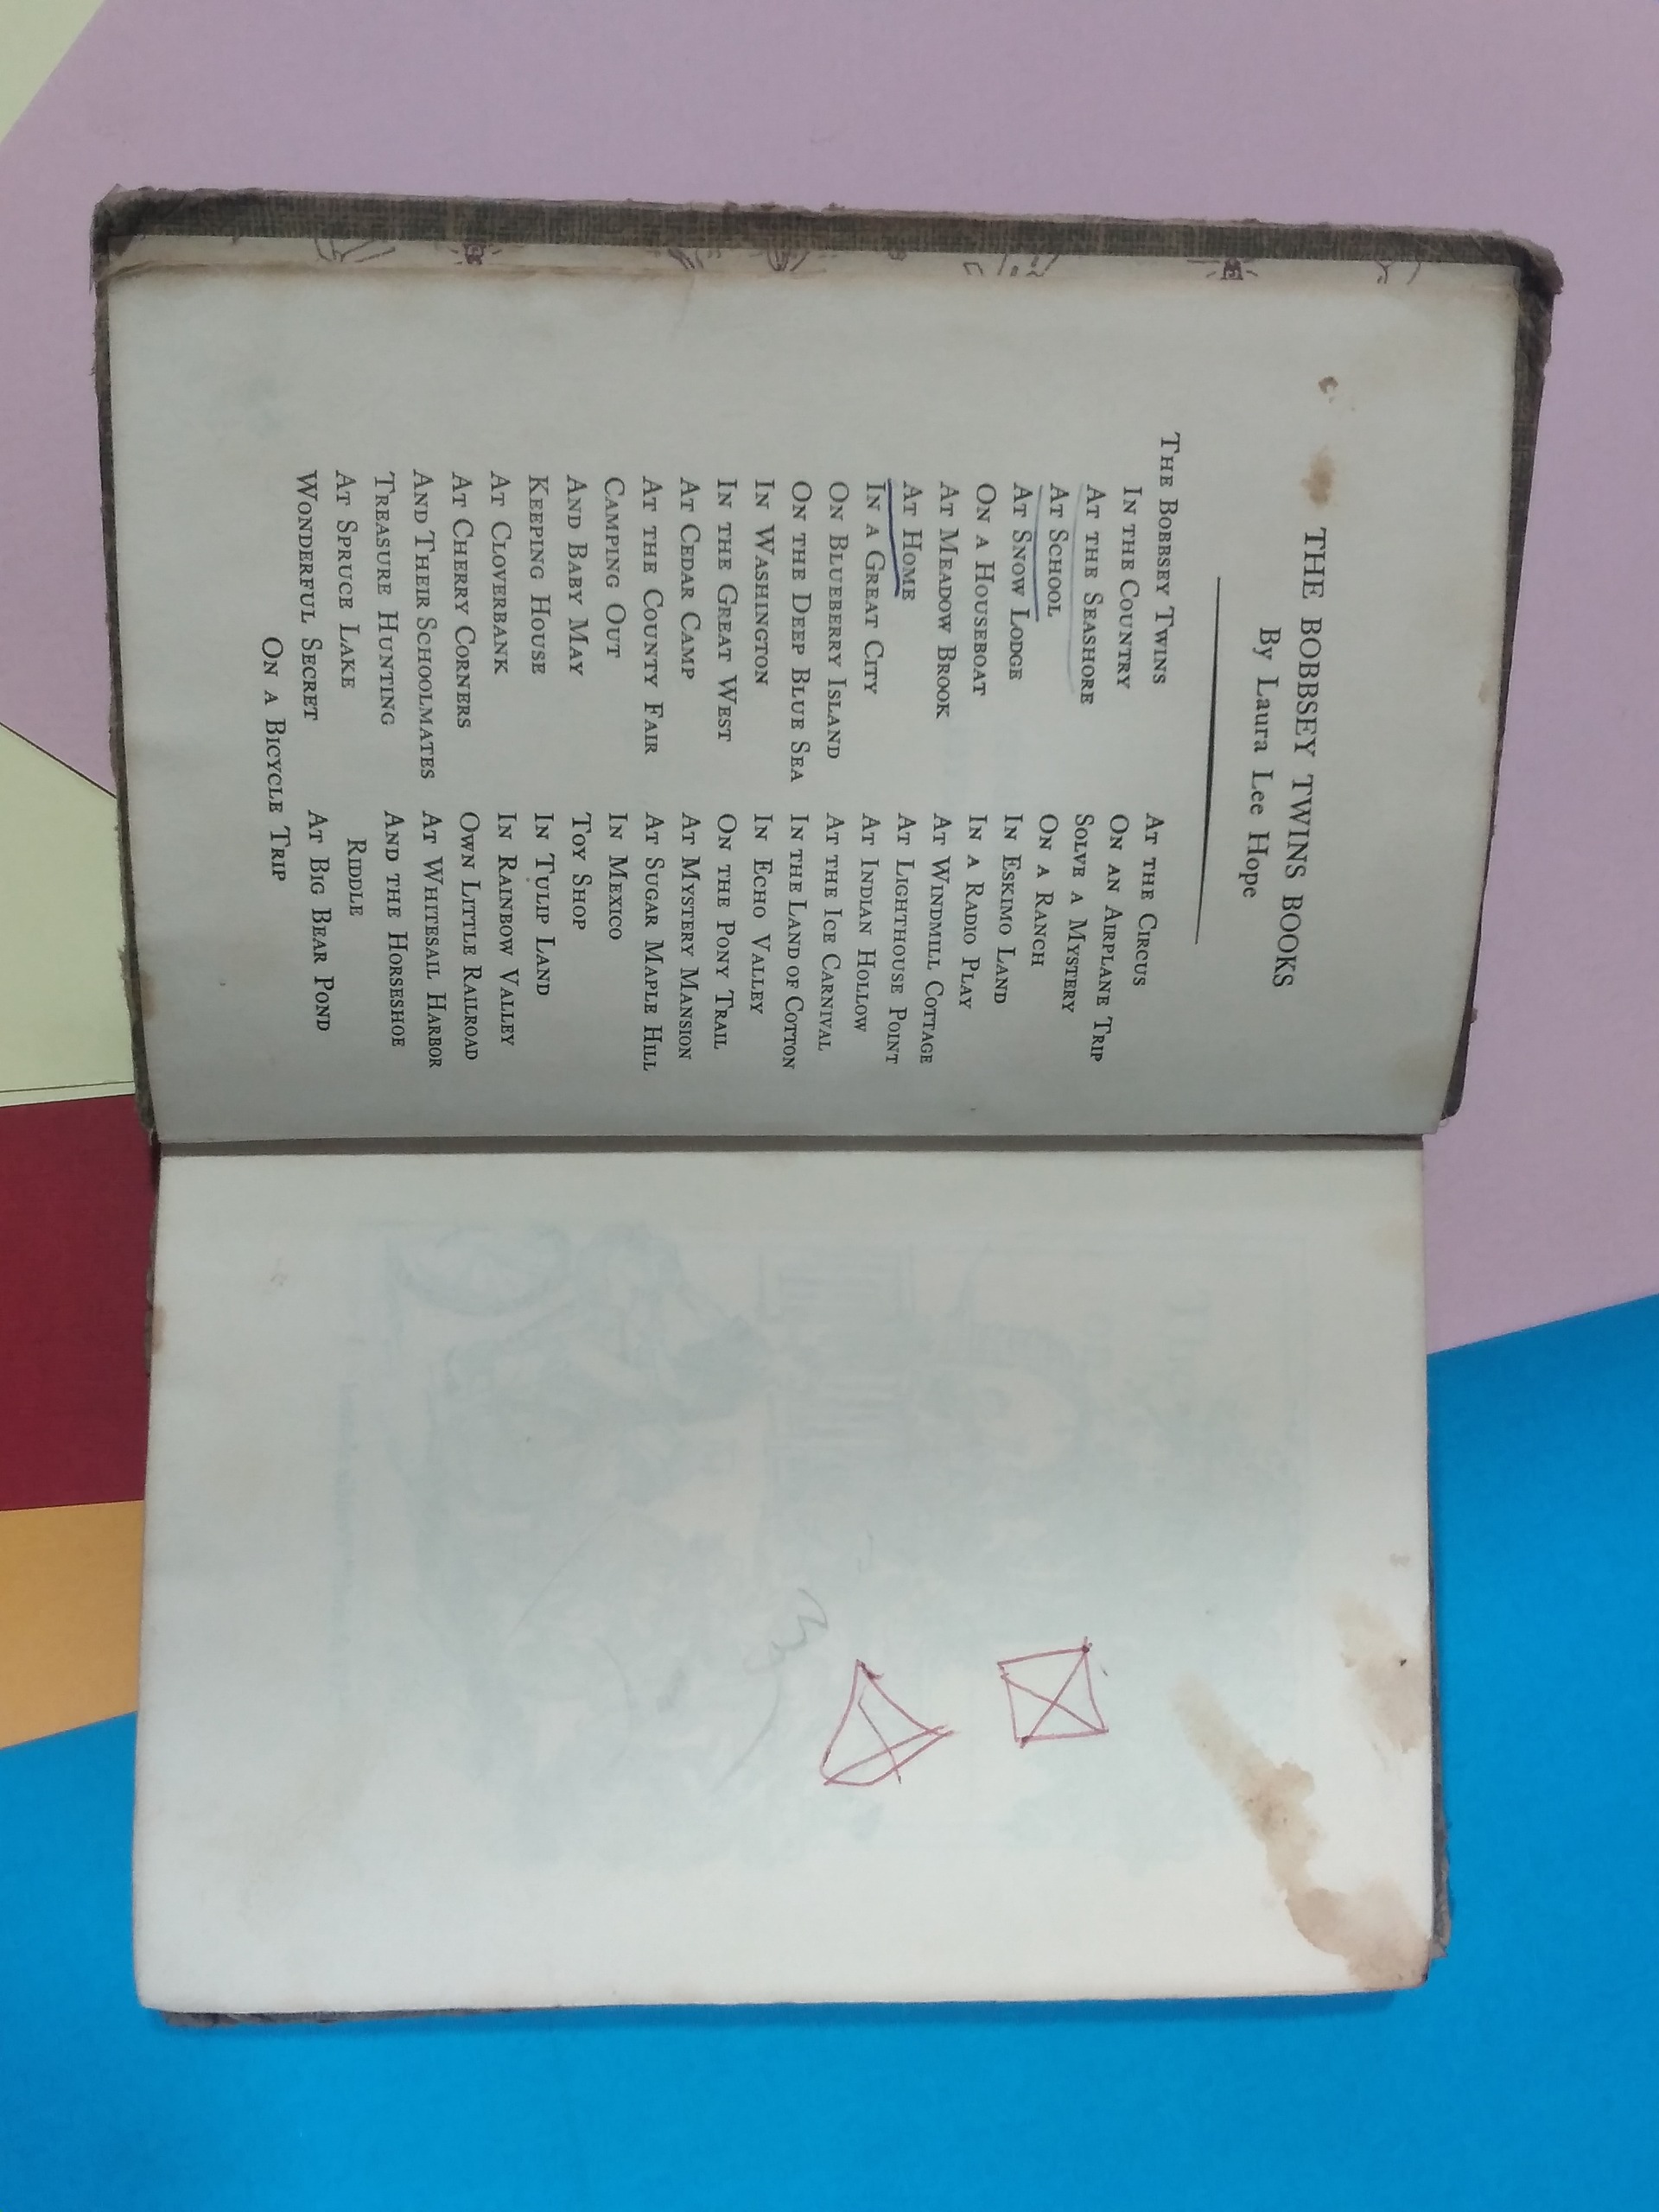 THE BOBBSEY TWINS BOOKS
By Laura Lee Hope
THE BOBBSEY TWINS
IN THE COUNTRY
AT THE SEASHORE
AT SCHOOL
AT SNOW LODGE
ON A HOUSEBOAT
AT MEADOW BROOK
AT HOME
IN A GREAT CITY
ON BLUEBERRY ISLAND
ON THE DEEP BLUE SEA
IN WASHINGTON
IN THE GREAT WEST
AT CEDAR CAMP
AT THE COUNTY FAIR
CAMPING OUT
AND BABY MAY
KEEPING HOUSE
AT CLOVERBANK
AT CHERRY CORNERS
AND THEIR SCHOOLMATES
TREASURE HUNTING
AT SPRUCE LAKE
WONDERFUL SECRET
AT THE CIRCUS
ON AN AIRPLANE TRIP
SOLVE A MYSTERY
ON A RANCH
IN ESKIMO LAND
IN A RADIO PLAY
AT WINDMILL COTTAGE
AT LIGHTHOUSE POINT
AT INDIAN HOLLOW
AT THE ICE CARNIVAL
IN THE LAND OF COTTON
IN ECHO VALLEY
ON THE PONY TRAIL
AT MYSTERY MANSION
AT SUGAR MAPLE HILL
IN MEXICO
TOY SHOP
IN TULIP LAND
IN RAINBOW VALLEY
OWN LITTLE RAILROAD
AT WHITESAIL HARBOR
AND THE HORSESHOE
RIDDLE
AT BIG BEAR POND
ON A BICYCLE TRIP